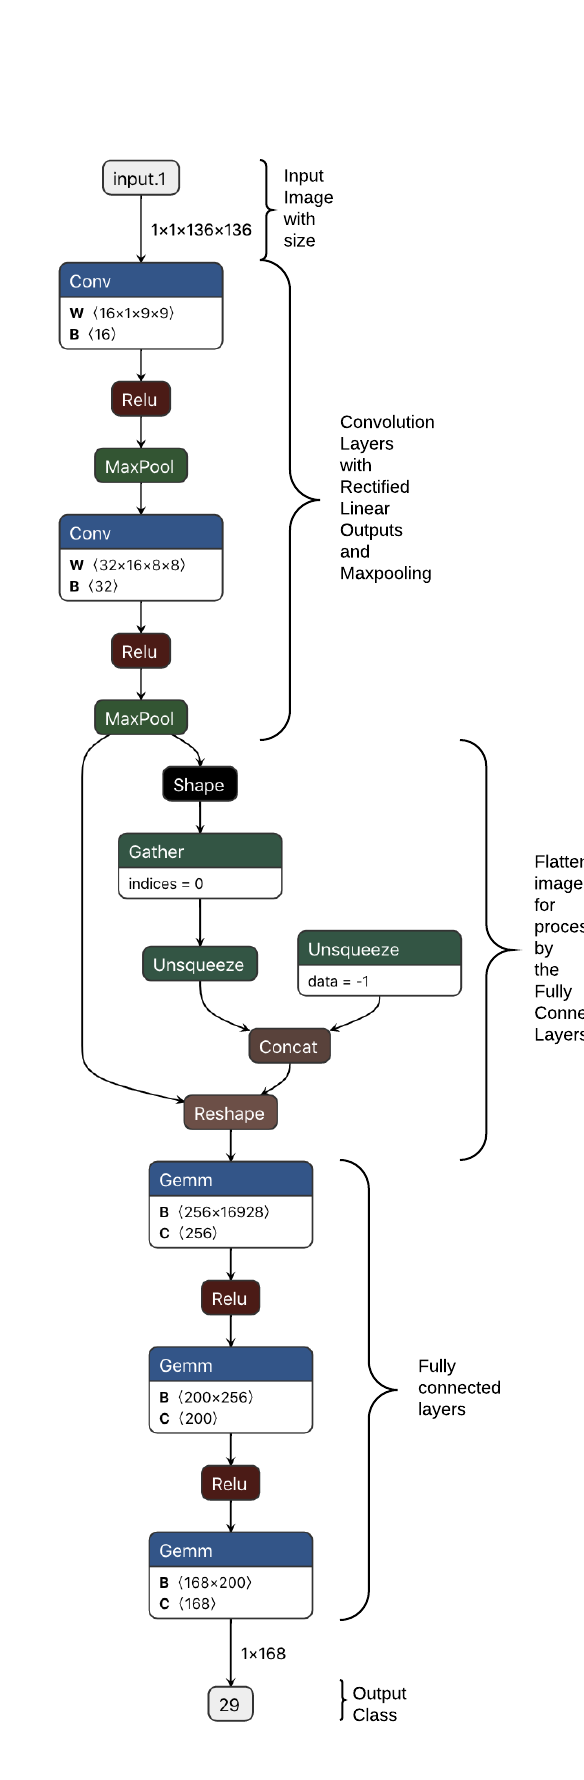 input.1
Input
Image
with
size
1×1×136×136
Conv
W ⟨16×1×9×9⟩
B ⟨16⟩
Relu
MaxPool
Conv
W ⟨32×16×8×8⟩
B ⟨32⟩
Relu
MaxPool
Convolution
Layers
with
Rectified
Linear
Outputs
and
Maxpooling
Shape
Gather
indices = 0
Unsqueeze
Unsqueeze
data = -1
Concat
Reshape
Flatten
image
for
proces
by
the
Fully
Conne
Layers
Gemm
B ⟨256×16928⟩
C ⟨256⟩
Relu
Gemm
B ⟨200×256⟩
C ⟨200⟩
Relu
Gemm
B ⟨168×200⟩
C ⟨168⟩
Fully
connected
layers
1×168
29
Output
Class